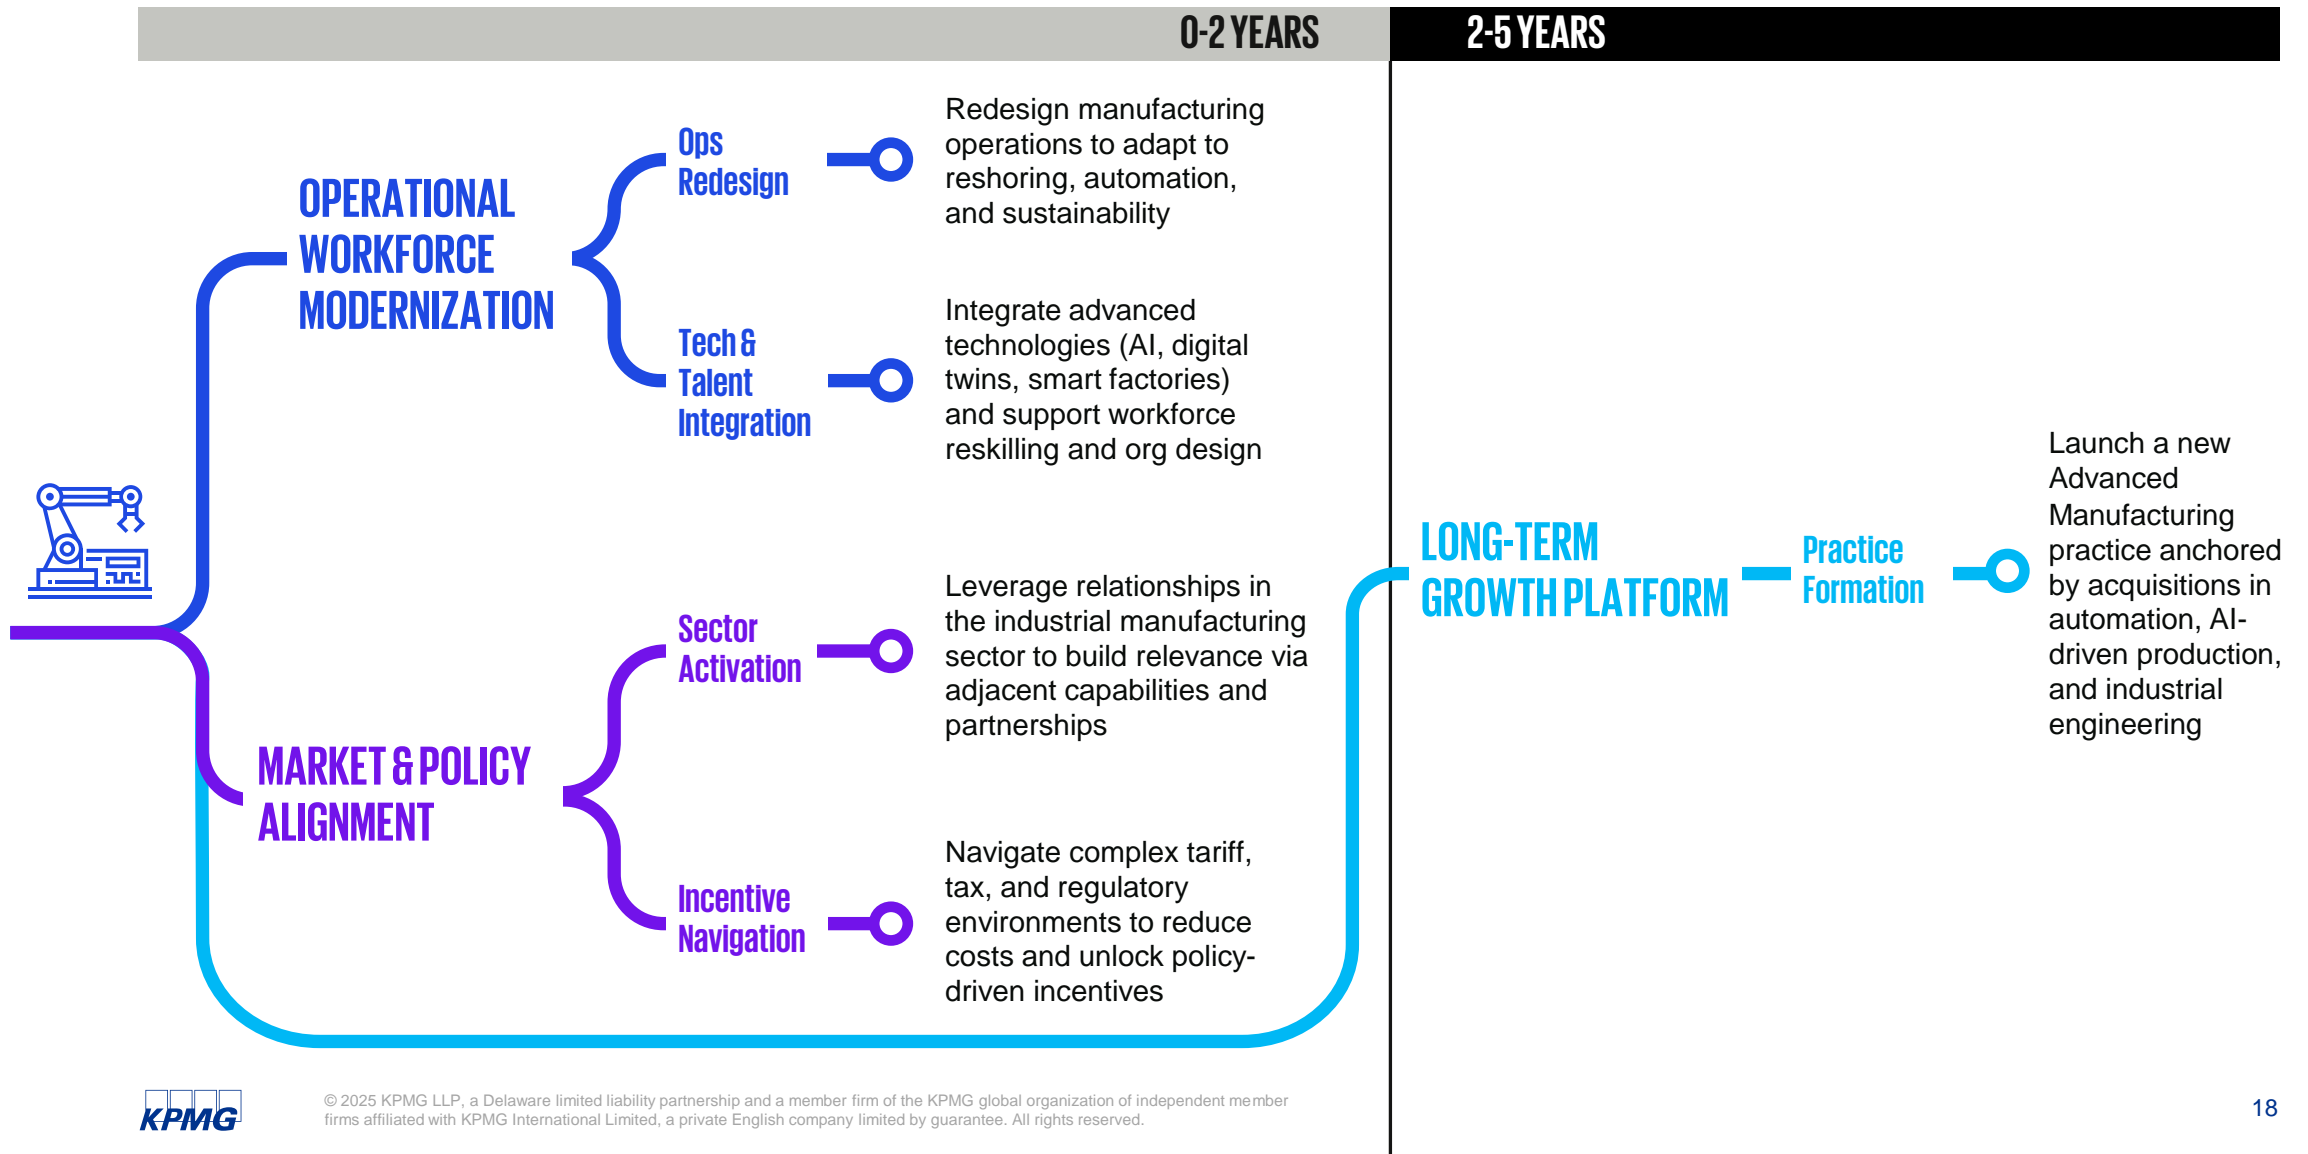 0-2 YEARS
2-5 YEARS
OPERATIONAL
WORKFORCE
MODERNIZATION
Ops
Redesign
Redesign manufacturing
operations to adapt to
reshoring, automation,
and sustainability
Tech &
Talent
Integration
Integrate advanced
technologies (AI, digital
twins, smart factories)
and support workforce
reskilling and org design
MARKET & POLICY
ALIGNMENT
Sector
Activation
Leverage relationships in
the industrial manufacturing
sector to build relevance via
adjacent capabilities and
partnerships
Incentive
Navigation
Navigate complex tariff,
tax, and regulatory
environments to reduce
costs and unlock policy-
driven incentives
LONG-TERM
GROWTH PLATFORM
Practice
Formation
Launch a new
Advanced
Manufacturing
practice anchored
by acquisitions in
automation, AI-
driven production,
and industrial
engineering
KPMG
© 2025 KPMG LLP, a Delaware limited liability partnership and a member firm of the KPMG global organization of independent member
firms affiliated with KPMG International Limited, a private English company limited by guarantee. All rights reserved.
18